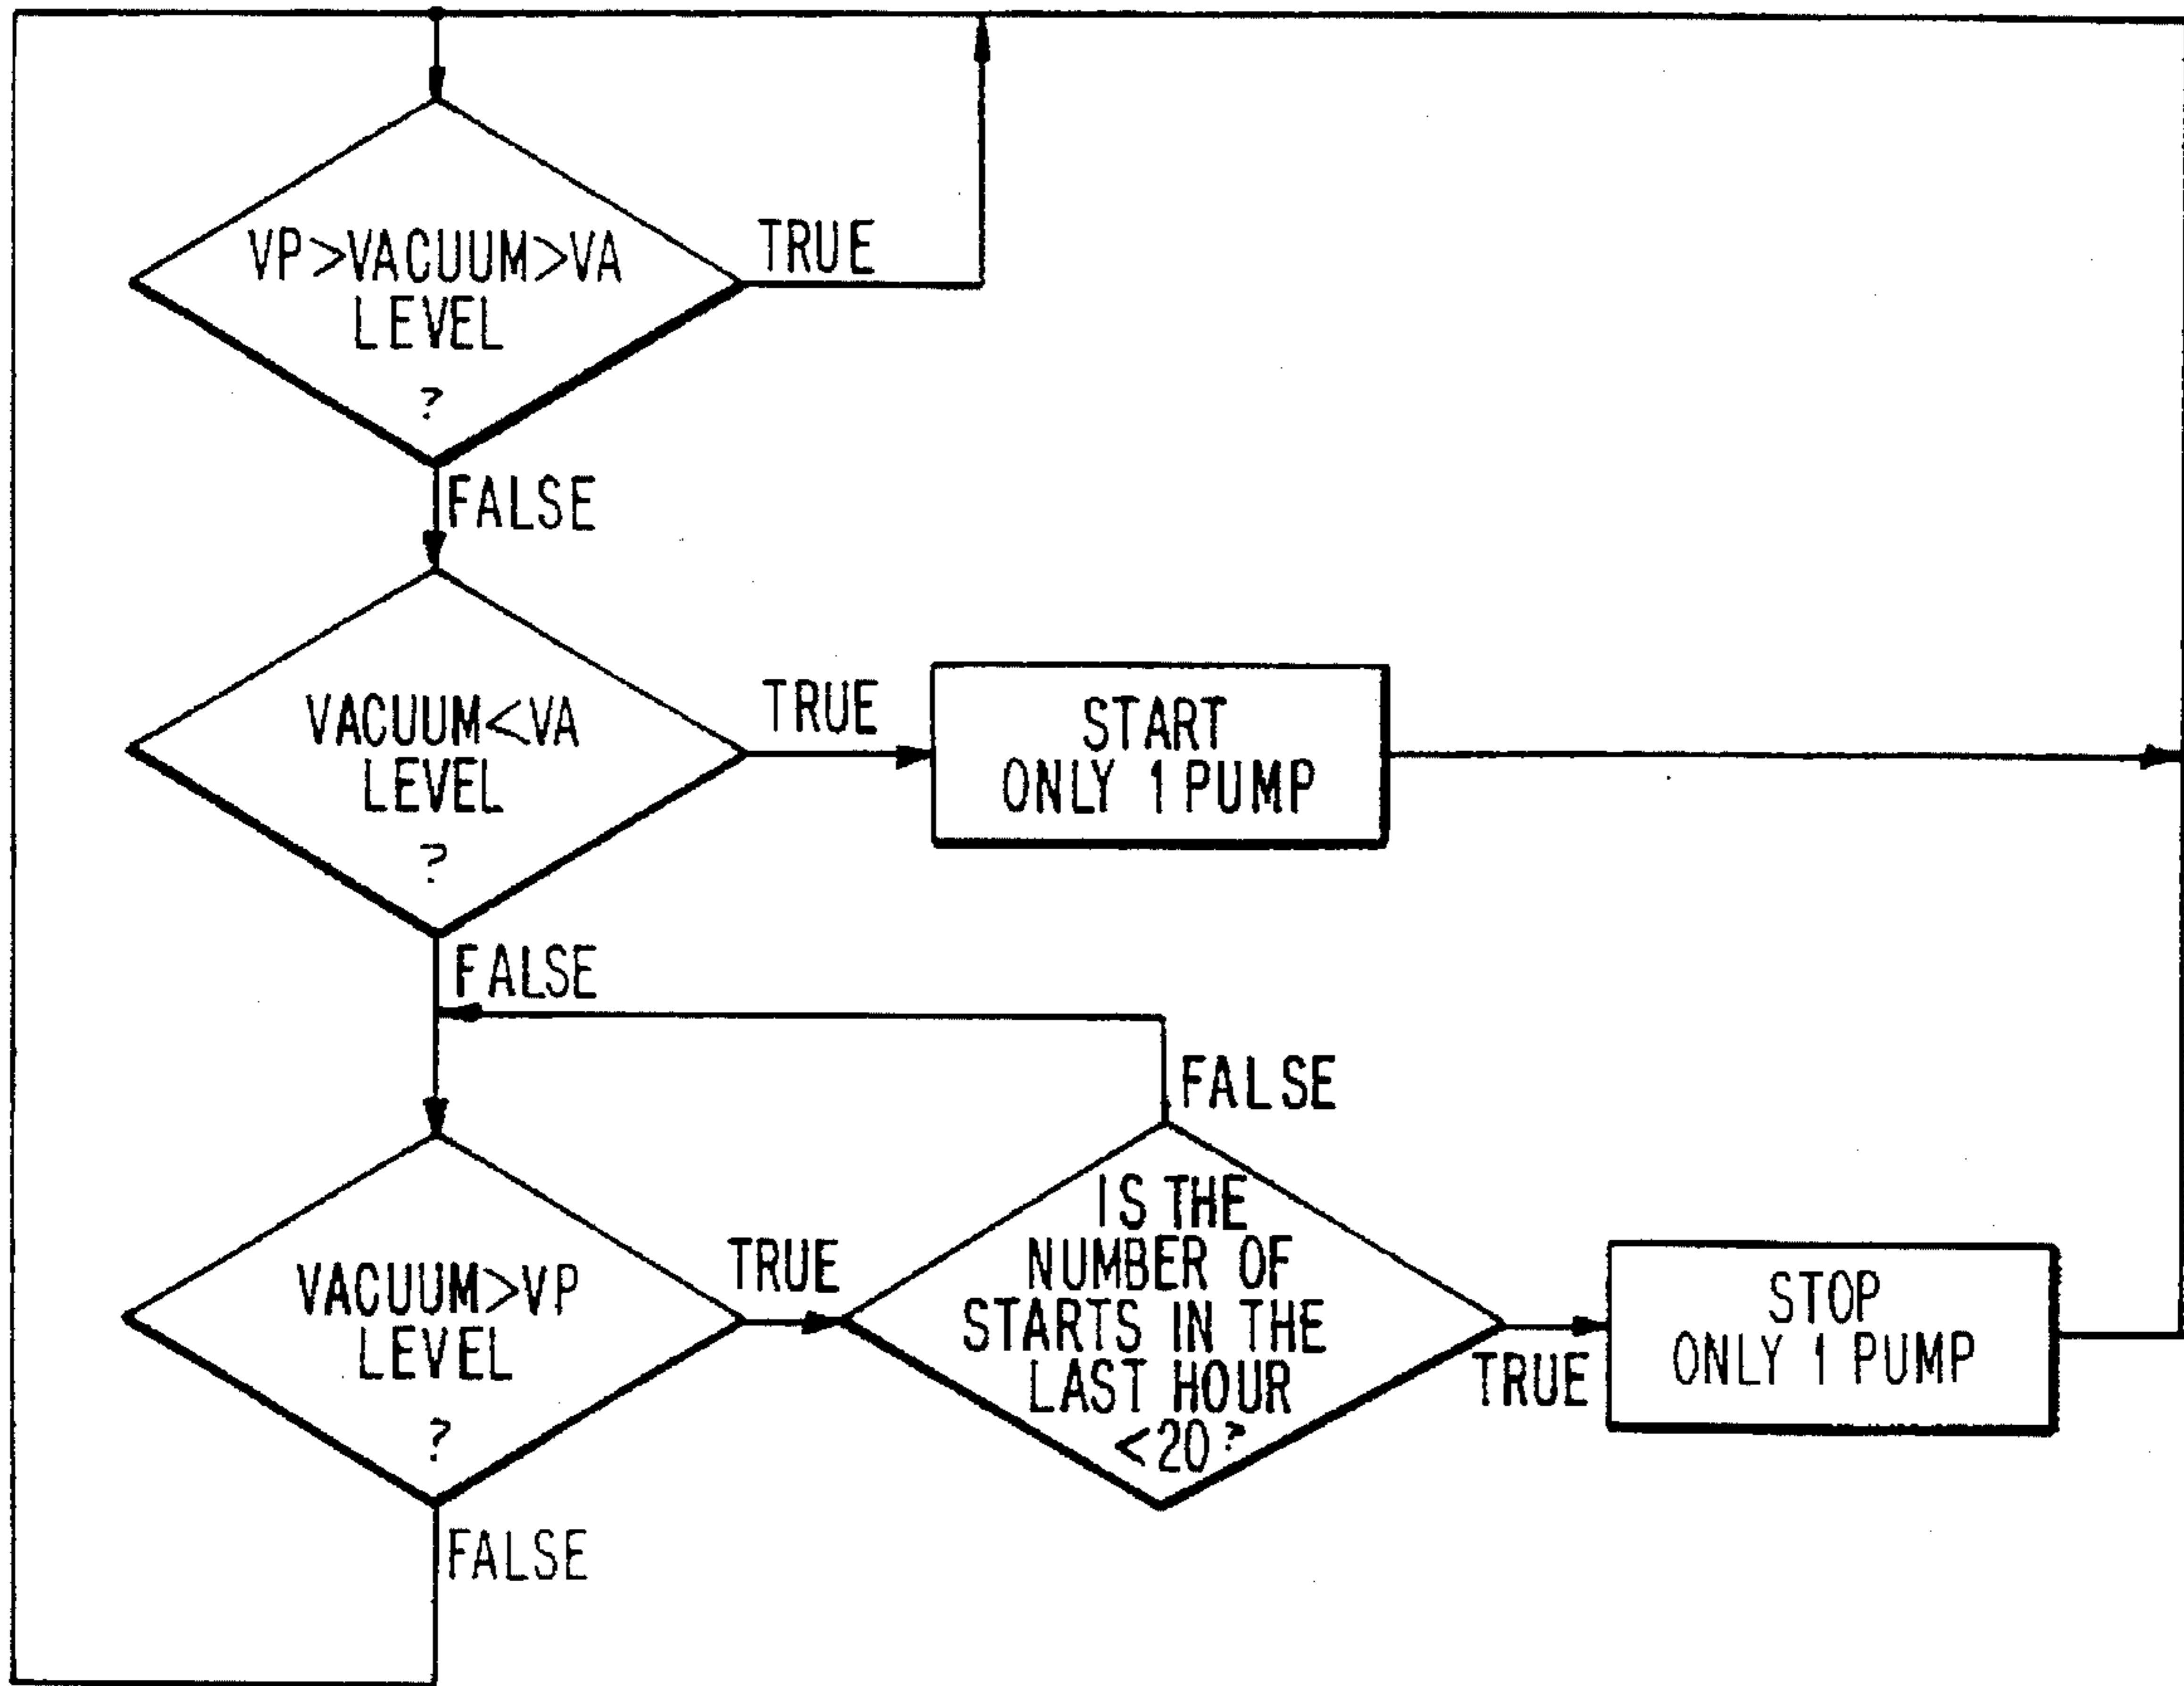 VP>VACUUM>VA
LEVEL
?
TRUE
FALSE
VACUUM<VA
LEVEL
?
TRUE
START
ONLY 1 PUMP
FALSE
FALSE
VACUUM>VP
LEVEL
?
TRUE
IS THE
NUMBER OF
STARTS IN THE
LAST HOUR
<20?
TRUE
STOP
ONLY 1 PUMP
FALSE